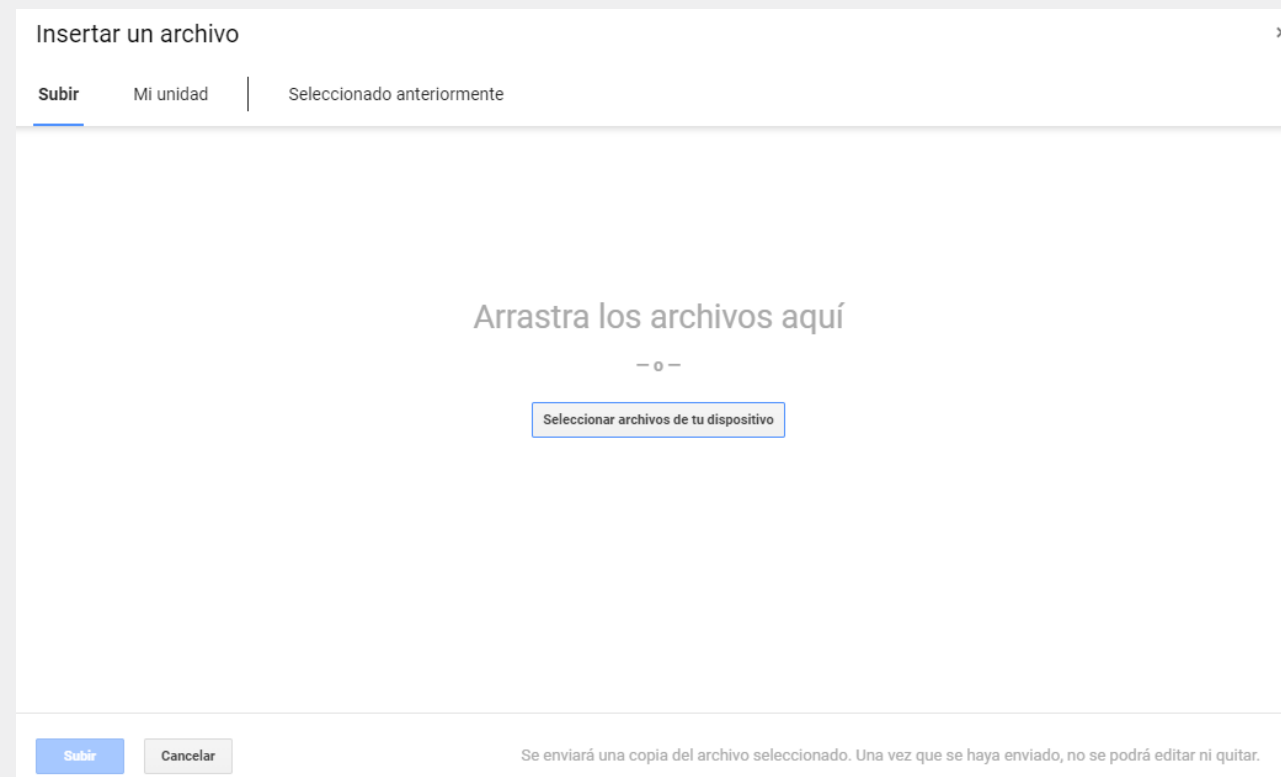 Insertar un archivo
Subir Mi unidad Seleccionado anteriormente
Arrastra los archivos aquí
— o —
Seleccionar archivos de tu dispositivo
Subir Cancelar Se enviará una copia del archivo seleccionado. Una vez que se haya enviado, no se podrá editar ni quitar.